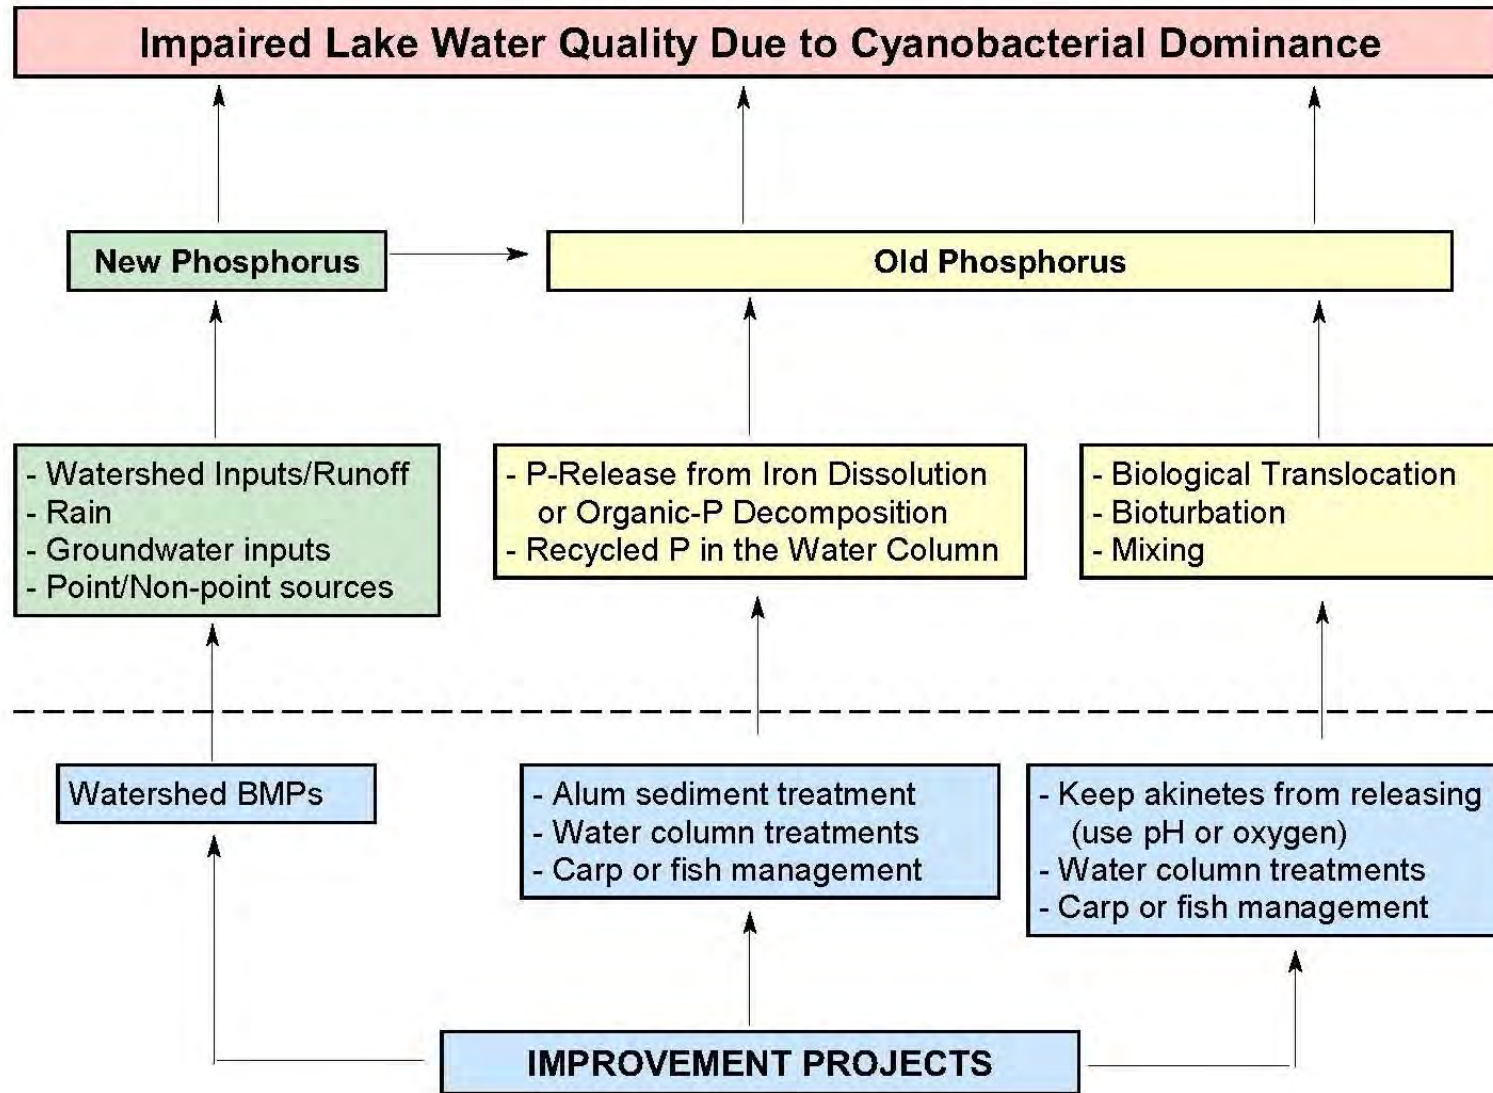 Impaired Lake Water Quality Due to Cyanobacterial Dominance
New Phosphorus
Old Phosphorus
- Watershed Inputs/Runoff
- Rain
- Groundwater inputs
- Point/Non-point sources
- P-Release from Iron Dissolution
or Organic-P Decomposition
- Recycled P in the Water Column
- Biological Translocation
- Bioturbation
- Mixing
Watershed BMPs
- Alum sediment treatment
- Water column treatments
- Carp or fish management
- Keep akinetes from releasing
(use pH or oxygen)
- Water column treatments
- Carp or fish management
IMPROVEMENT PROJECTS